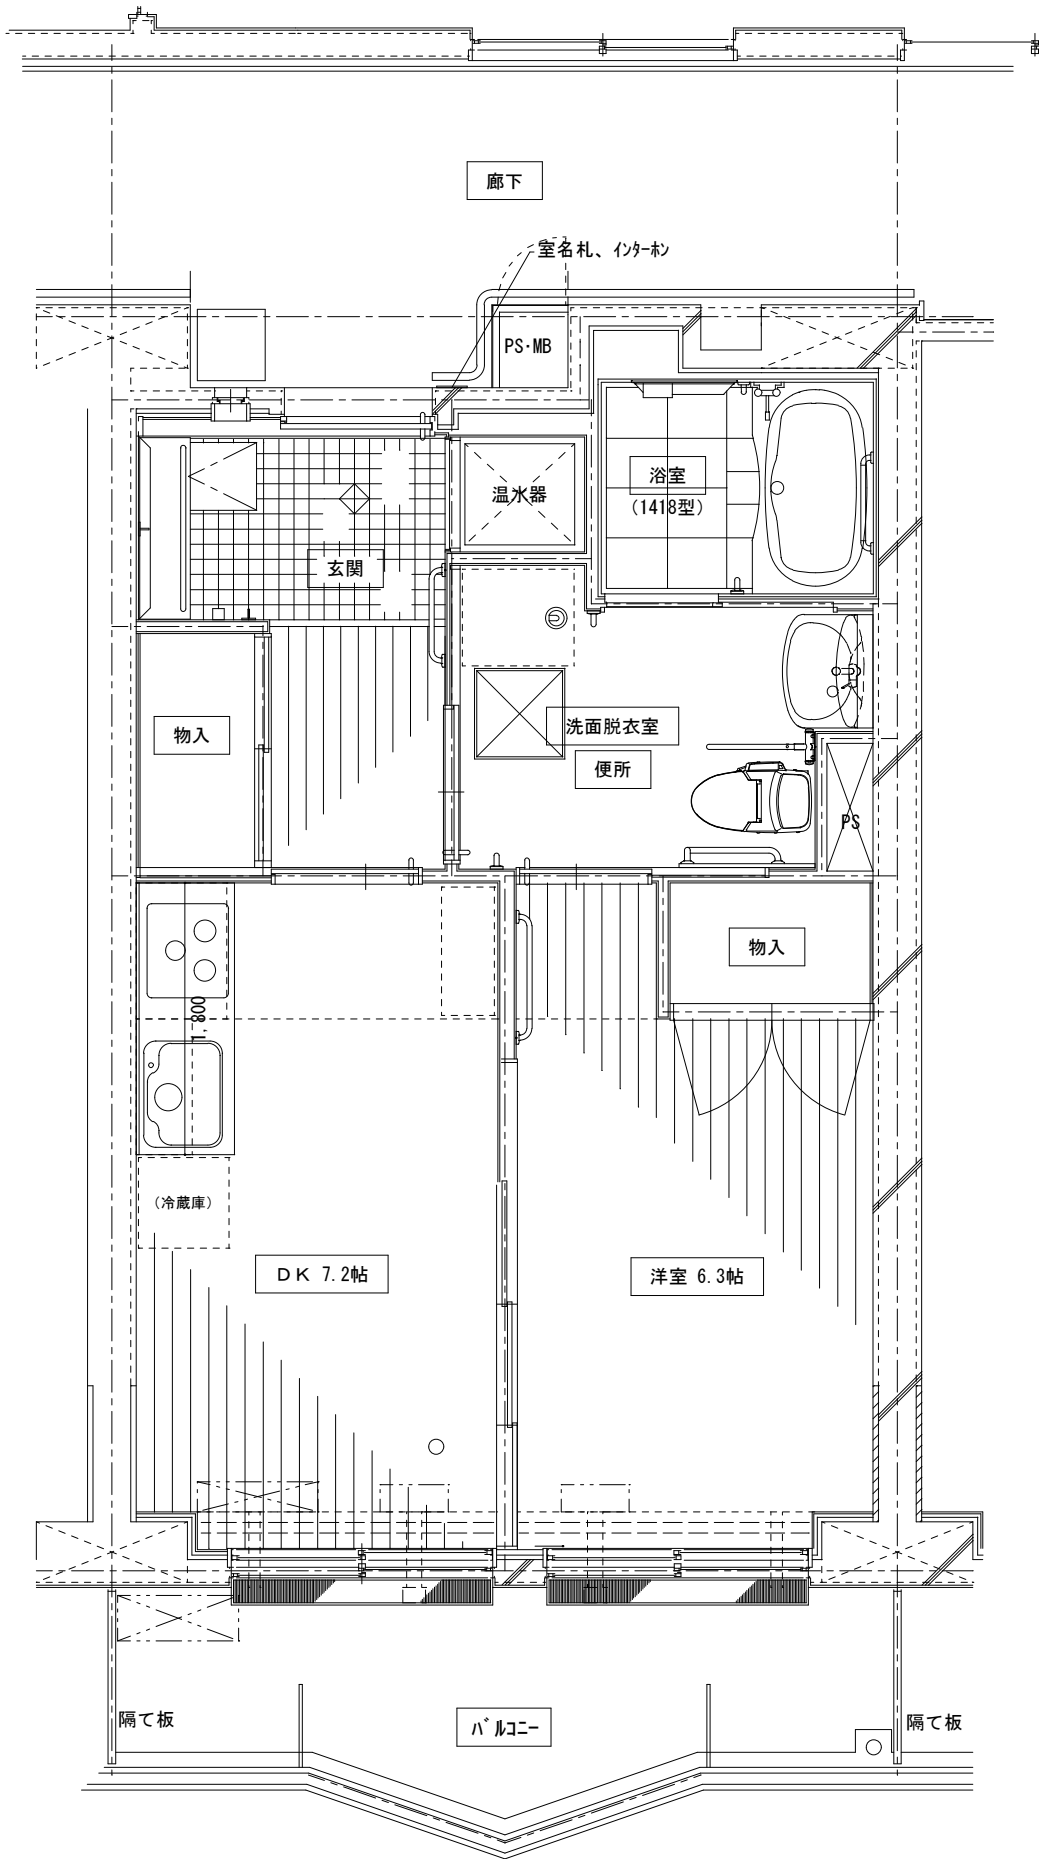 廊下
室名札、インターホン
PS・MB
浴室
(1418型)
温水器
玄関
物入
洗面脱衣室
便所
PS
物入
1,800
(冷蔵庫)
DK 7.2帖
洋室 6.3帖
隔て板
バルコニー
隔て板